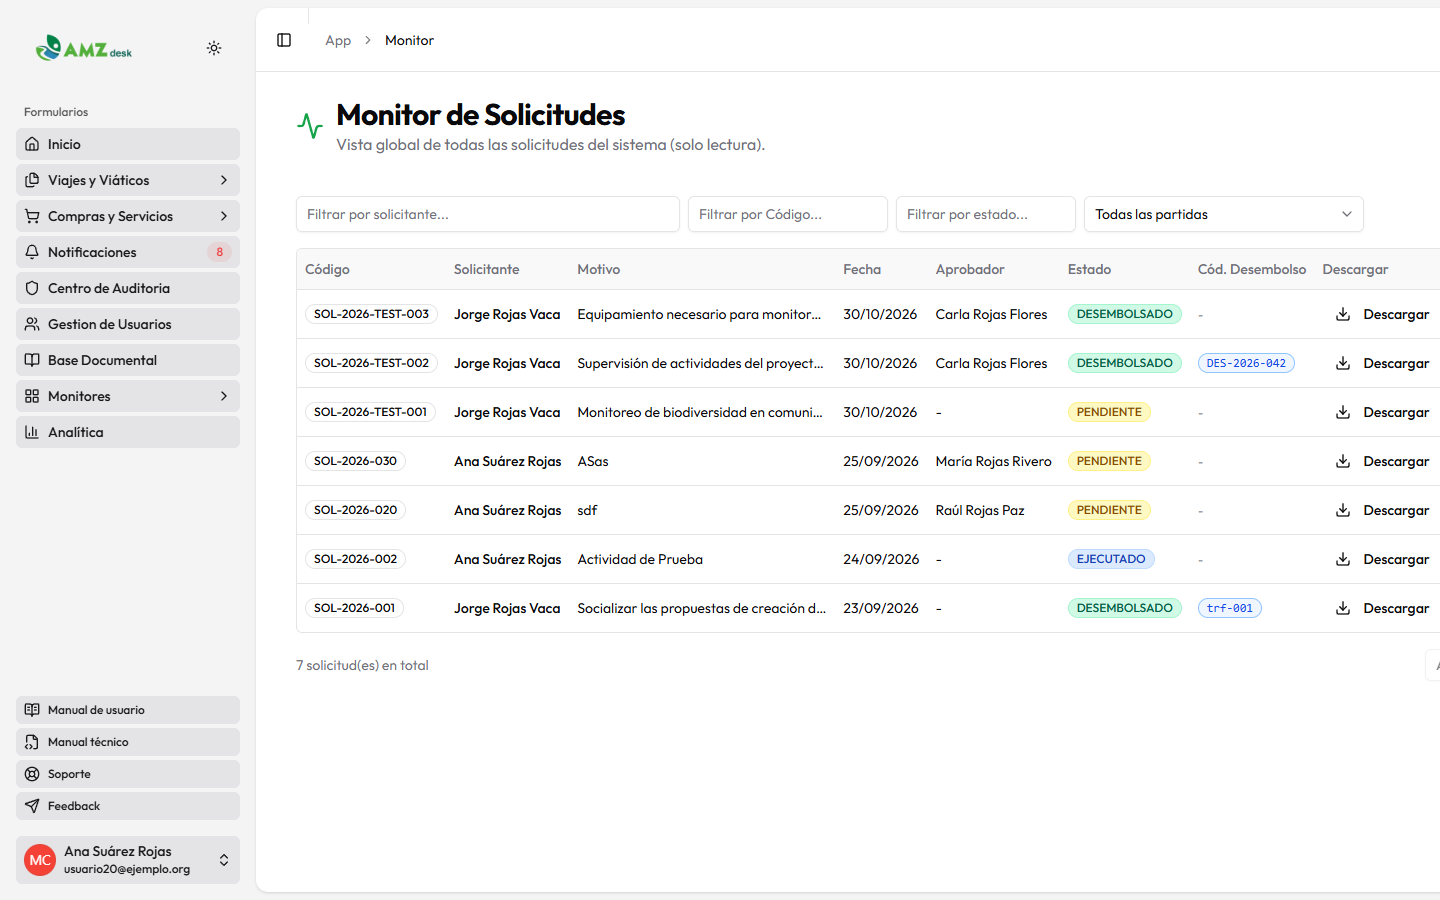 AMZ desk
App > Monitor
Formularios
Inicio
Viajes y Viáticos
Compras y Servicios
Notificaciones 8
Centro de Auditoria
Gestion de Usuarios
Base Documental
Monitores
Analítica
Manual de usuario
Manual técnico
Soporte
Feedback
MC Ana Suárez Rojas
usuario20@ejemplo.org
Monitor de Solicitudes
Vista global de todas las solicitudes del sistema (solo lectura).
Filtrar por solicitante... Filtrar por Código... Filtrar por estado... Todas las partidas
Código Solicitante Motivo Fecha Aprobador Estado Cód. Desembolso Descargar
SOL-2026-TEST-003 Jorge Rojas Vaca Equipamiento necesario para monitor... 30/10/2026 Carla Rojas Flores DESEMBOLSADO - Descargar
SOL-2026-TEST-002 Jorge Rojas Vaca Supervisión de actividades del proyect... 30/10/2026 Carla Rojas Flores DESEMBOLSADO DES-2026-042 Descargar
SOL-2026-TEST-001 Jorge Rojas Vaca Monitoreo de biodiversidad en comuni... 30/10/2026 - PENDIENTE - Descargar
SOL-2026-030 Ana Suárez Rojas ASas 25/09/2026 María Rojas Rivero PENDIENTE - Descargar
SOL-2026-020 Ana Suárez Rojas sdf 25/09/2026 Raúl Rojas Paz PENDIENTE - Descargar
SOL-2026-002 Ana Suárez Rojas Actividad de Prueba 24/09/2026 - EJECUTADO - Descargar
SOL-2026-001 Jorge Rojas Vaca Socializar las propuestas de creación d... 23/09/2026 - DESEMBOLSADO trf-001 Descargar
7 solicitud(es) en total